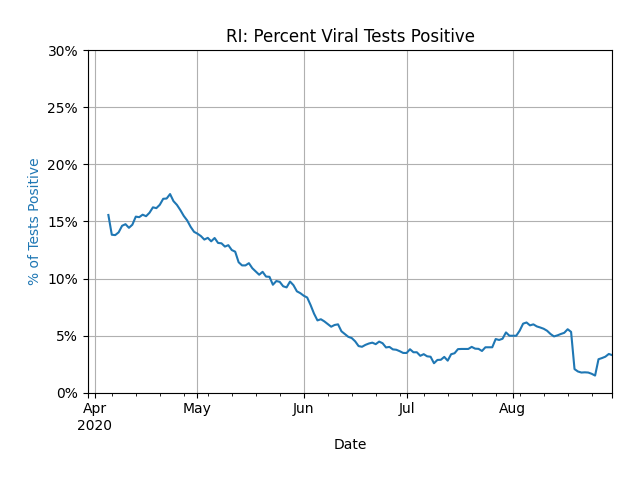 RI: Percent Viral Tests Positive
30%
25%
20%
15%
10%
5%
0%
% of Tests Positive
Apr
2020
May
Jun
Jul
Aug
Date